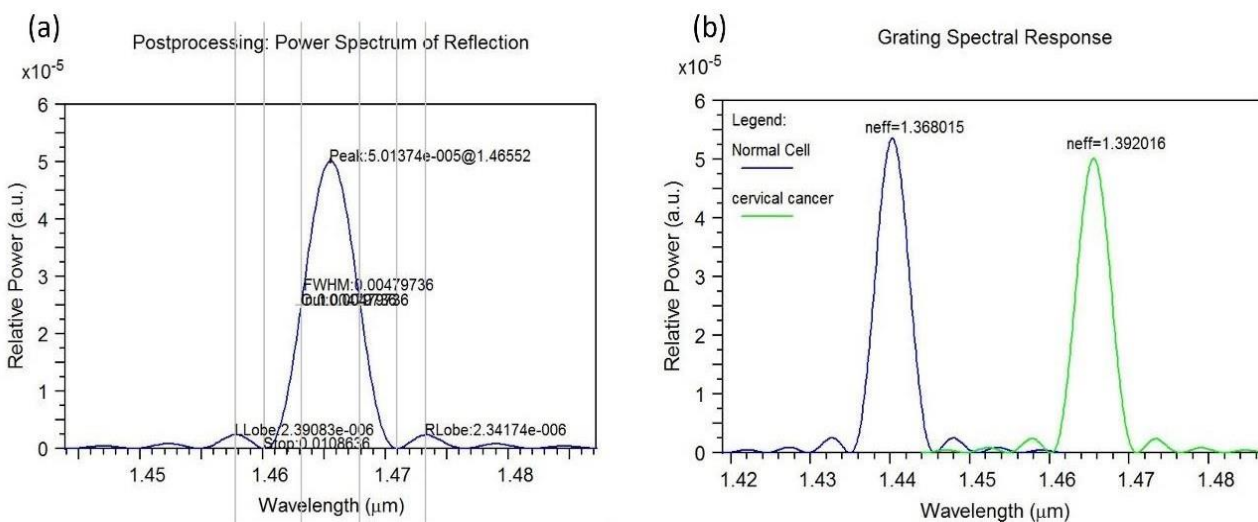 (a)
Postprocessing: Power Spectrum of Reflection
x10⁻⁵
6
5
4
3
2
1
0
Relative Power (a.u.)
Peak:5.01374e-005@1.46552
FWHM:0.00479736
LLobe:2.39083e-006
Stop:0.0108636
RLobe:2.34174e-006
1.45 1.46 1.47 1.48
Wavelength (μm)
(b)
Grating Spectral Response
x10⁻⁵
6
5
4
3
2
1
0
Relative Power (a.u.)
Legend:
Normal Cell
cervical cancer
neff=1.368015
neff=1.392016
1.42 1.43 1.44 1.45 1.46 1.47 1.48
Wavelength (μm)